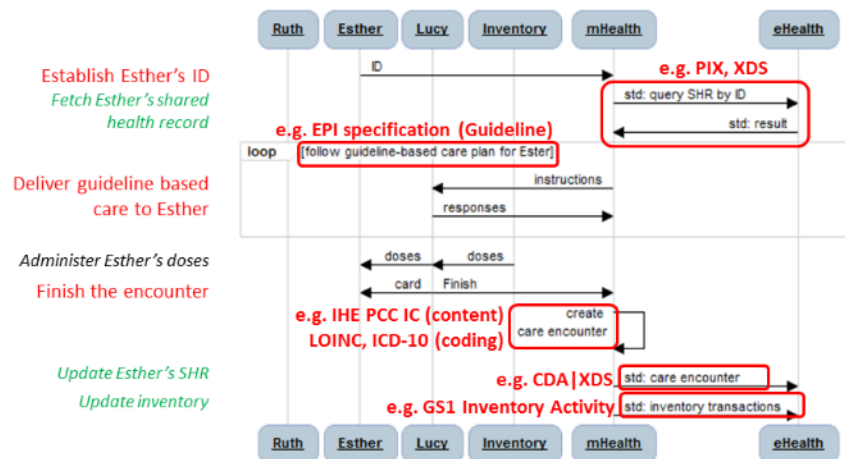 Ruth Esther Lucy Inventory mHealth eHealth
Establish Esther's ID
ID
e.g. PIX, XDS
Fetch Esther's shared
health record
std: query SHR by ID
std: result
e.g. EPI specification (Guideline)
loop [follow guideline-based care plan for Ester]
Deliver guideline based
care to Esther
instructions
responses
Administer Esther's doses
doses doses
Finish the encounter
card Finish
e.g. IHE PCC IC (content)
LOINC, ICD-10 (coding)
create
care encounter
Update Esther's SHR
e.g. CDA|XDS std: care encounter
Update inventory
e.g. GS1 Inventory Activity std: inventory transactions
Ruth Esther Lucy Inventory mHealth eHealth